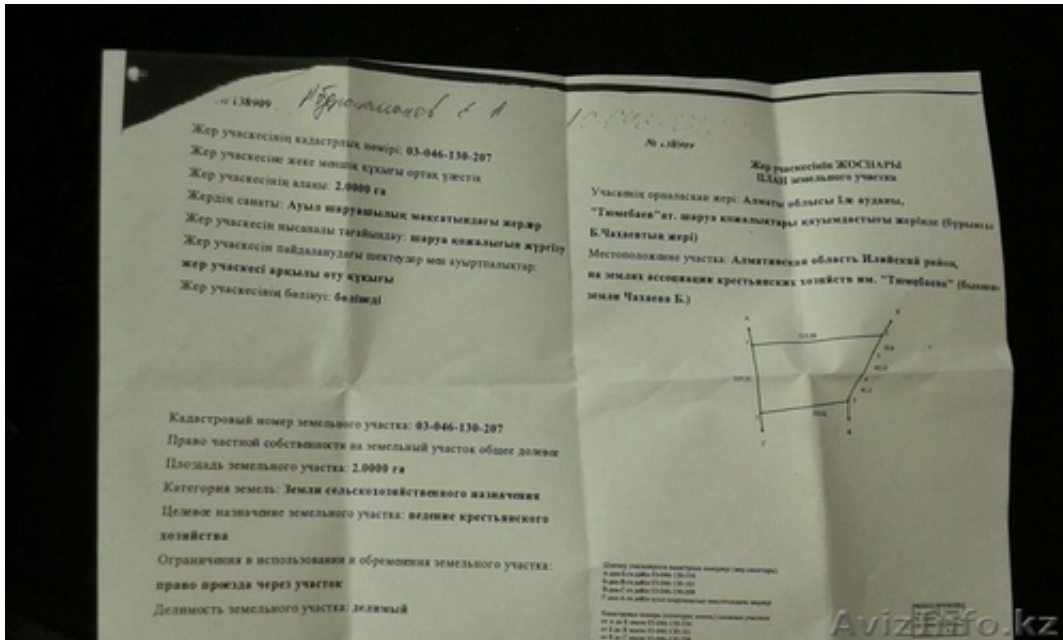 № 138909
Жер учаскесінің кадастрлық нөмірі: 03-046-130-207
Жер учаскесіне жеке меншік құқығы ортақ үлестік
Жер учаскесінің алаңы: 2.0000 га
Жердің санаты: Ауыл шаруашылық мақсатындағы жерлер
Жер учаскесін нысаналы тағайындау: шаруа қожалығын жүргізу
Жер учаскесін пайдаланудағы шектеулер мен ауыртпалықтар:
жер учаскесі арқылы өту құқығы
Жер учаскесінің бөлінуі: бөлінеді
Кадастровый номер земельного участка: 03-046-130-207
Право частной собственности на земельный участок общее долевое
Площадь земельного участка: 2.0000 га
Категория земель: Земли сельскохозяйственного назначения
Целевое назначение земельного участка: ведение крестьянского
хозяйства
Ограничения в использовании и обременения земельного участка:
право проезда через участок
Делимость земельного участка: делимый
№ 138909
Жер учаскесінің ЖОСПАРЫ
ПЛАН земельного участка
Учаскенің орналасқан жері: Алматы облысы Іле ауданы,
"Тюмебаев" ат. шаруа қожалықтары қауымдастығы жерінде (бұрынғы
Б.Чахаевтың жері)
Местоположение участка: Алматинская область Илийский район,
на землях ассоциации крестьянских хозяйств им. "Тюмебаева" (бывшие
земли Чахаева Б.)
AvizInfo.kz